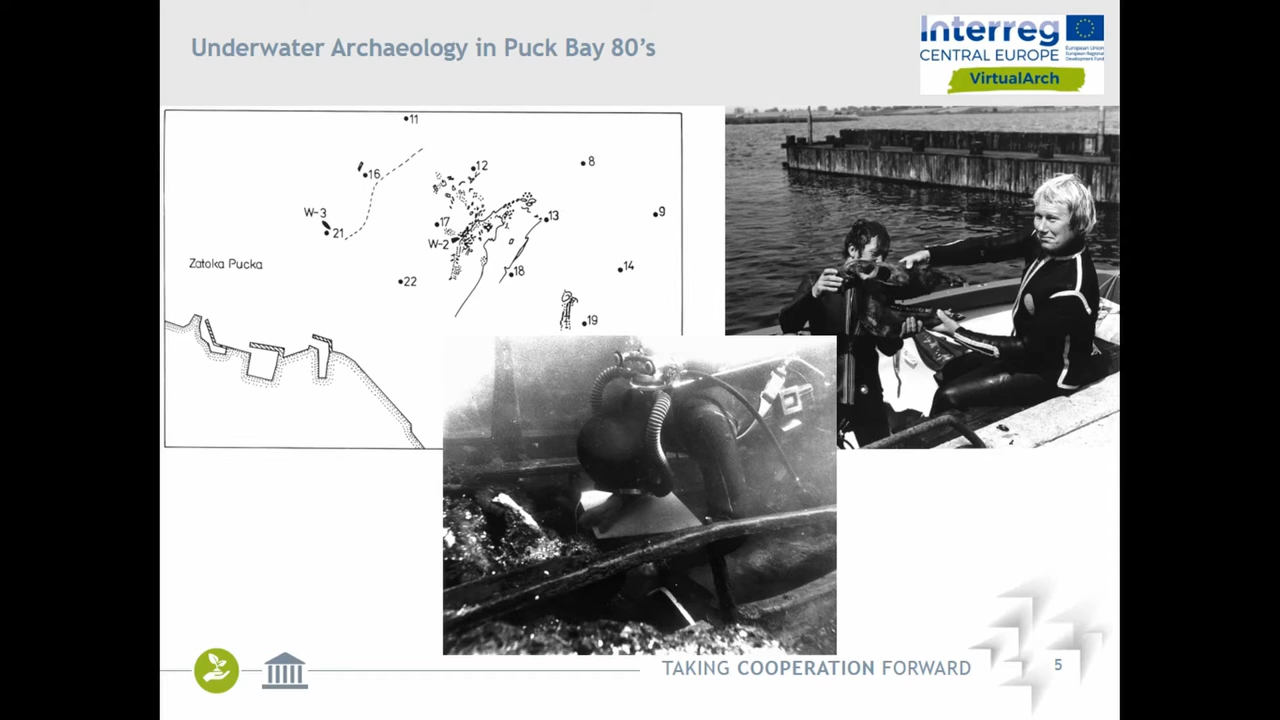 Underwater Archaeology in Puck Bay 80's
Interreg
CENTRAL EUROPE
European Union
European Regional
Development Fund
VirtualArch
11
16
12
8
W-3
21
17
W-2
13
9
Zatoka Pucka
22
18
14
19
TAKING COOPERATION FORWARD
5